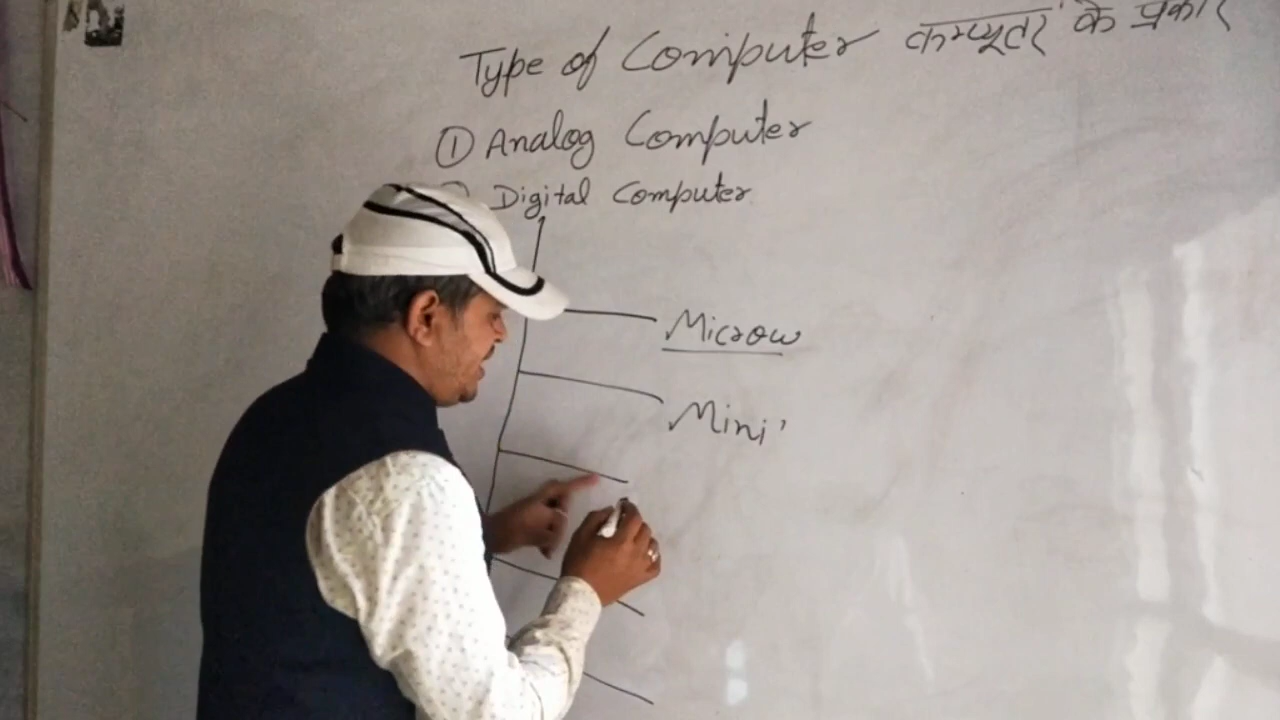 Type of Computer कम्प्यूटर के प्रकार
① Analog Computer
Digital Computer
Microw
Mini